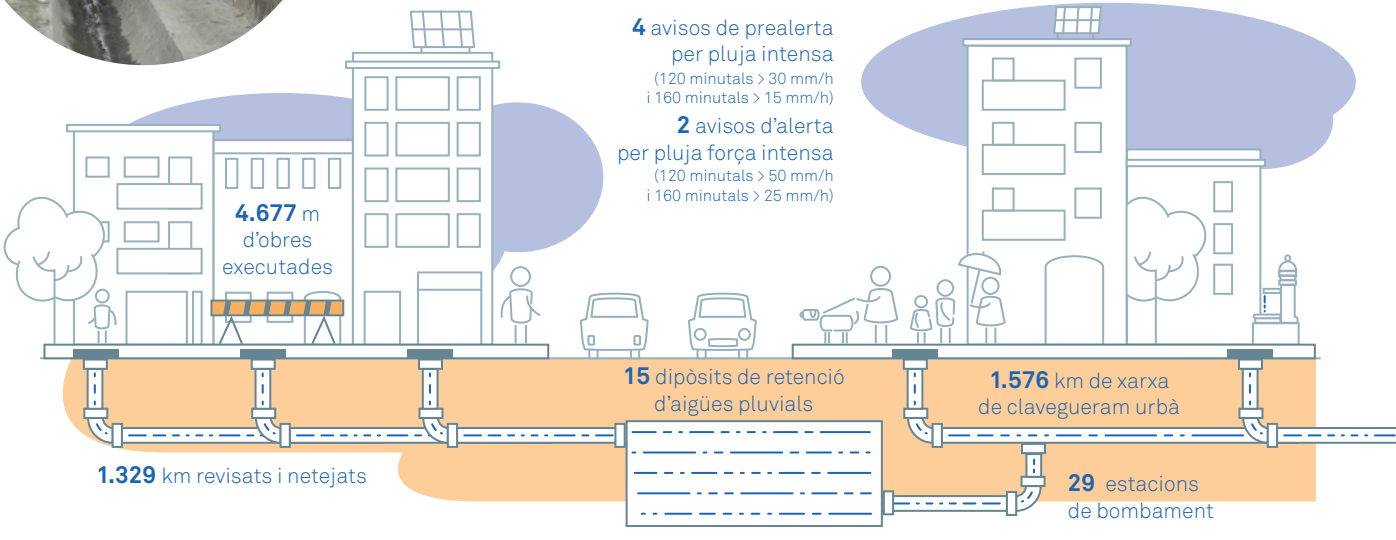 4 avisos de prealerta
per pluja intensa
(120 minutals > 30 mm/h
i 160 minutals > 15 mm/h)
2 avisos d'alerta
per pluja força intensa
(120 minutals > 50 mm/h
i 160 minutals > 25 mm/h)
4.677 m
d'obres
executades
15 dipòsits de retenció
d'aigües pluvials
1.576 km de xarxa
de clavegueram urbà
1.329 km revisats i netejats
29 estacions
de bombament